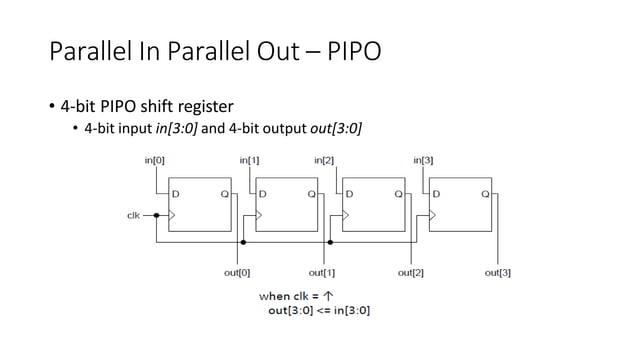 Parallel In Parallel Out – PIPO
• 4-bit PIPO shift register
• 4-bit input in[3:0] and 4-bit output out[3:0]
in[0] in[1] in[2] in[3]
D Q D Q D Q D Q
clk
out[0] out[1] out[2] out[3]
when clk = ↑
out[3:0] <= in[3:0]